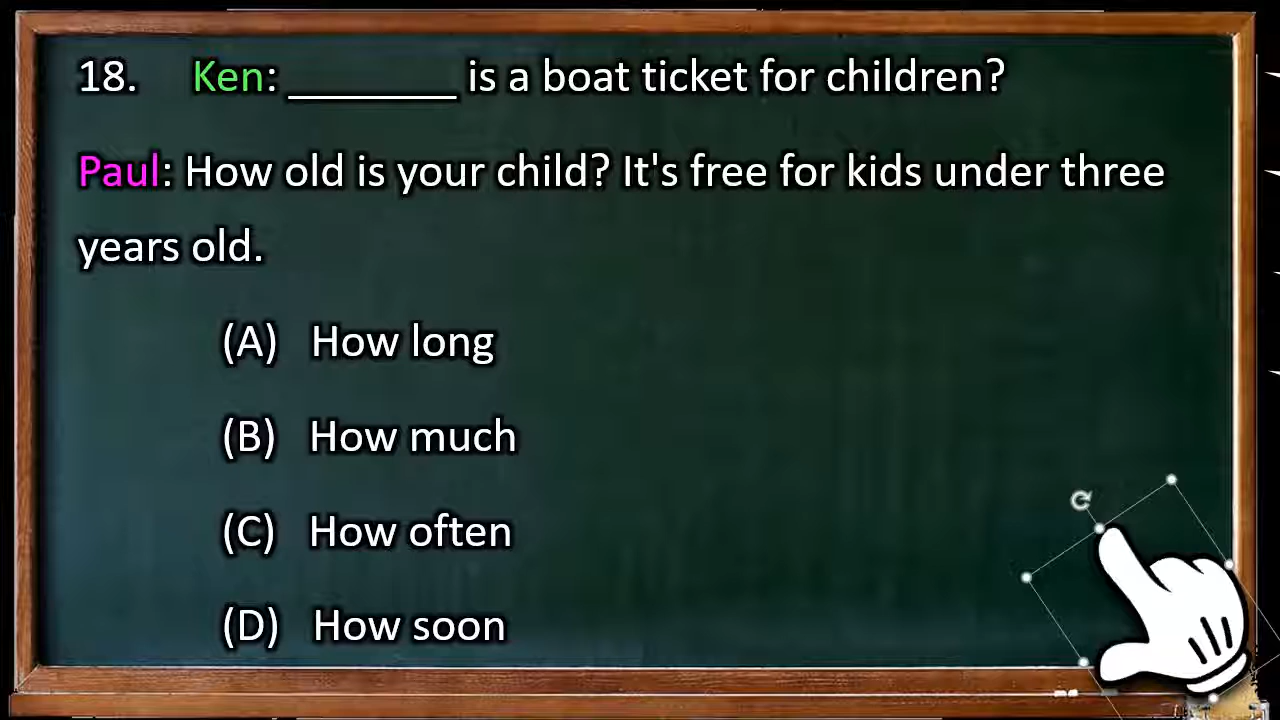 18. Ken: _______ is a boat ticket for children?
Paul: How old is your child? It's free for kids under three
years old.
(A) How long
(B) How much
(C) How often
(D) How soon